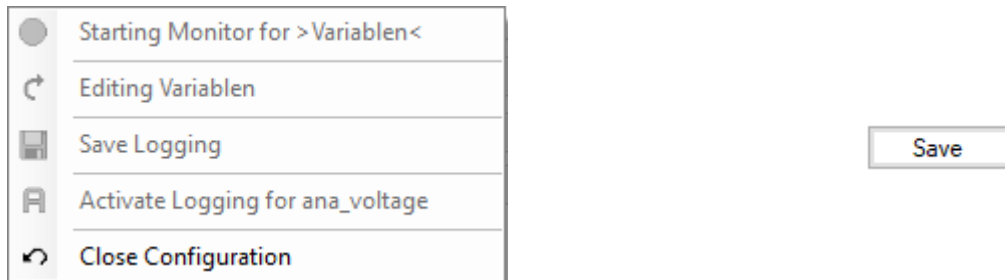 Starting Monitor for >Variablen<
Editing Variablen
Save Logging
Activate Logging for ana_voltage
Close Configuration
Save